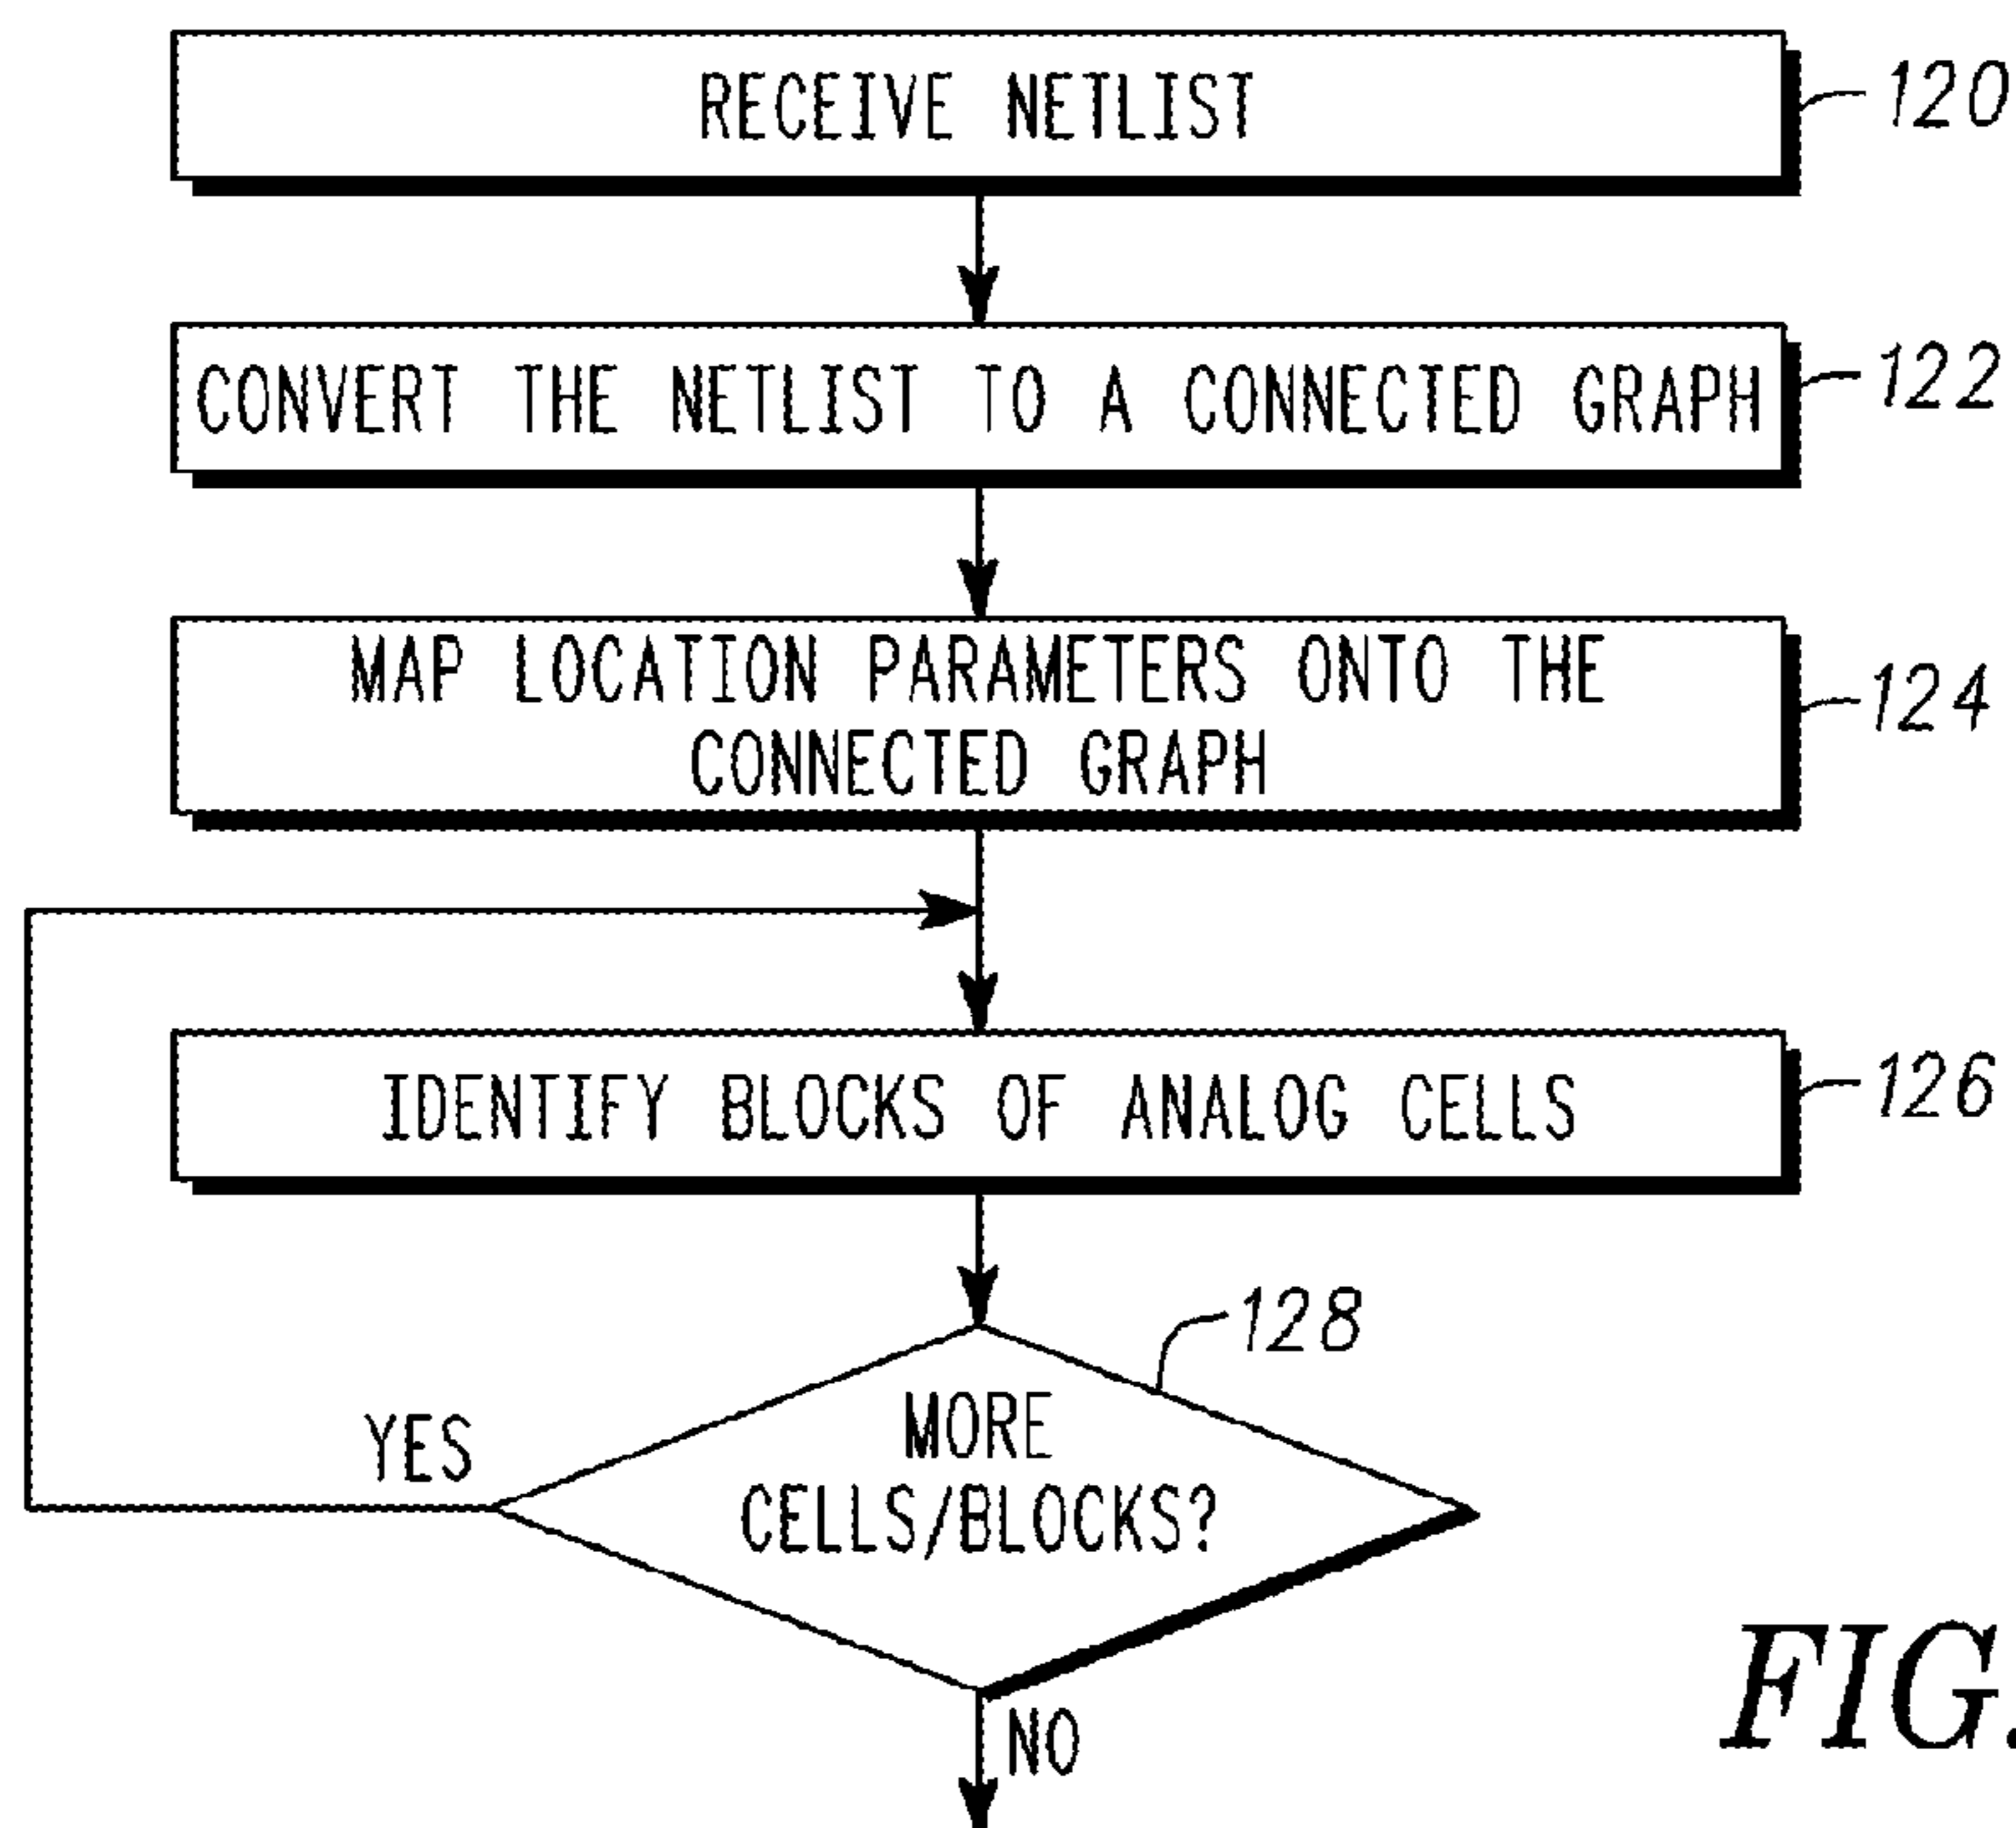 RECEIVE NETLIST
120
CONVERT THE NETLIST TO A CONNECTED GRAPH
122
MAP LOCATION PARAMETERS ONTO THE
CONNECTED GRAPH
124
IDENTIFY BLOCKS OF ANALOG CELLS
126
128
MORE
CELLS/BLOCKS?
YES
NO
FIG.